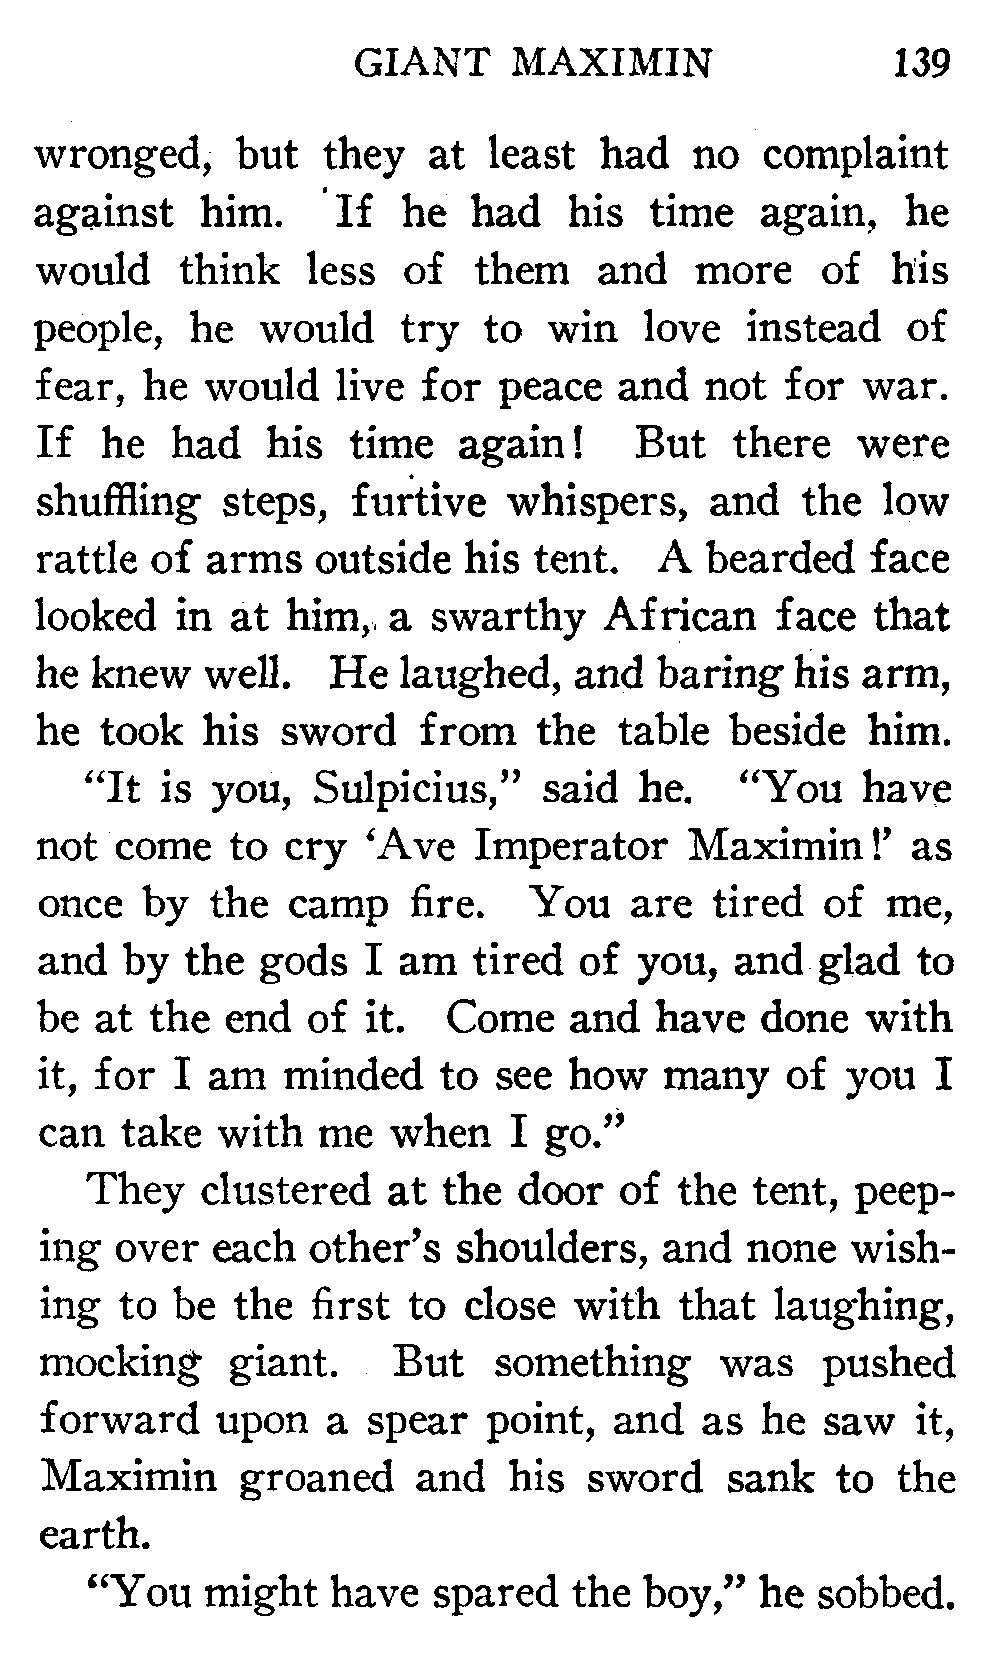 GIANT MAXIMIN 139
wronged, but they at least had no complaint
against him. If he had his time again, he
would think less of them and more of his
people, he would try to win love instead of
fear, he would live for peace and not for war.
If he had his time again! But there were
shuffling steps, furtive whispers, and the low
rattle of arms outside his tent. A bearded face
looked in at him, a swarthy African face that
he knew well. He laughed, and baring his arm,
he took his sword from the table beside him.
“It is you, Sulpicius,” said he. “You have
not come to cry ‘Ave Imperator Maximin!’ as
once by the camp fire. You are tired of me,
and by the gods I am tired of you, and glad to
be at the end of it. Come and have done with
it, for I am minded to see how many of you I
can take with me when I go.”
They clustered at the door of the tent, peep-
ing over each other’s shoulders, and none wish-
ing to be the first to close with that laughing,
mocking giant. But something was pushed
forward upon a spear point, and as he saw it,
Maximin groaned and his sword sank to the
earth.
“You might have spared the boy,” he sobbed.